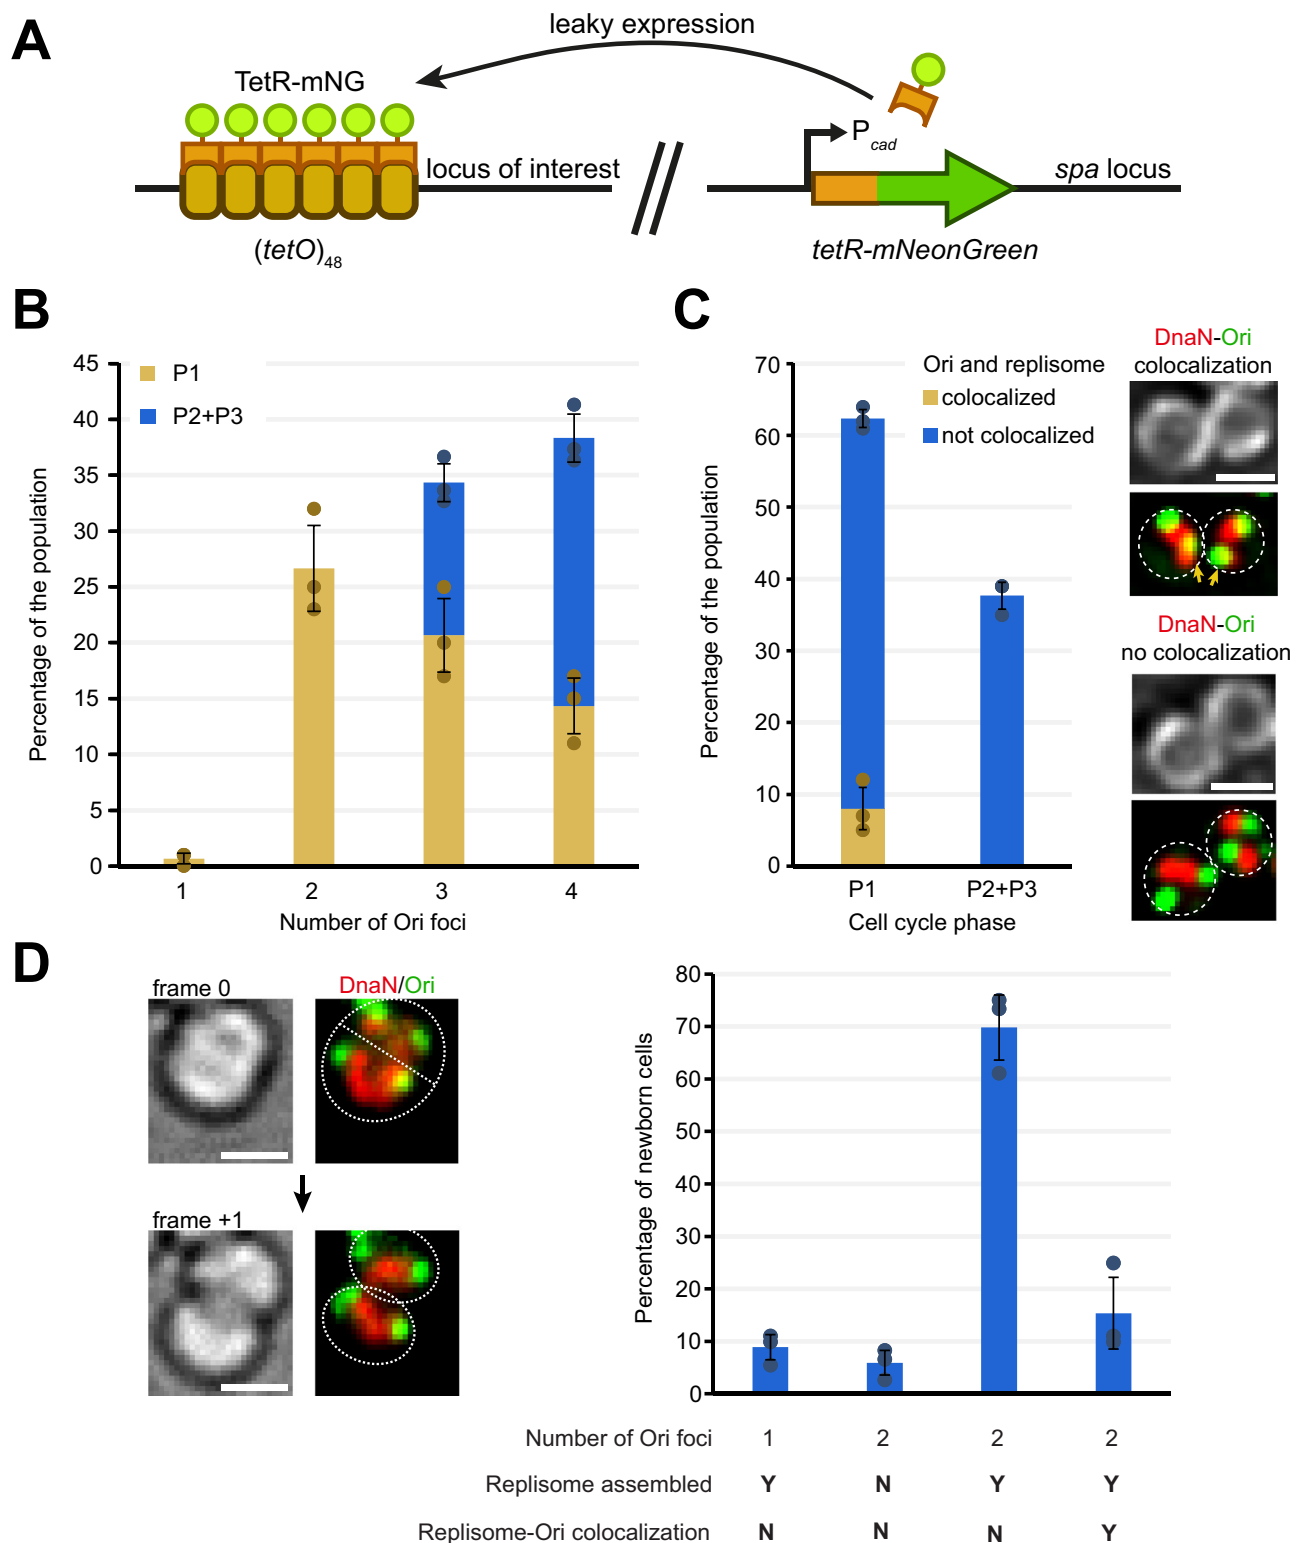 A
leaky expression
TetR-mNG
P cad
locus of interest
spa locus
(tetO)48
tetR-mNeonGreen
B
45
40
35
30
25
20
15
10
5
0
P1
P2+P3
Percentage of the population
1 2 3 4
Number of Ori foci
C
70
60
50
40
30
20
10
0
Percentage of the population
Ori and replisome
colocalized
not colocalized
P1 P2+P3
Cell cycle phase
DnaN-Ori
colocalization
DnaN-Ori
no colocalization
D
frame 0
DnaN/Ori
frame +1
80
70
60
50
40
30
20
10
0
Percentage of newborn cells
Number of Ori foci 1 2 2 2
Replisome assembled Y N Y Y
Replisome-Ori colocalization N N N Y